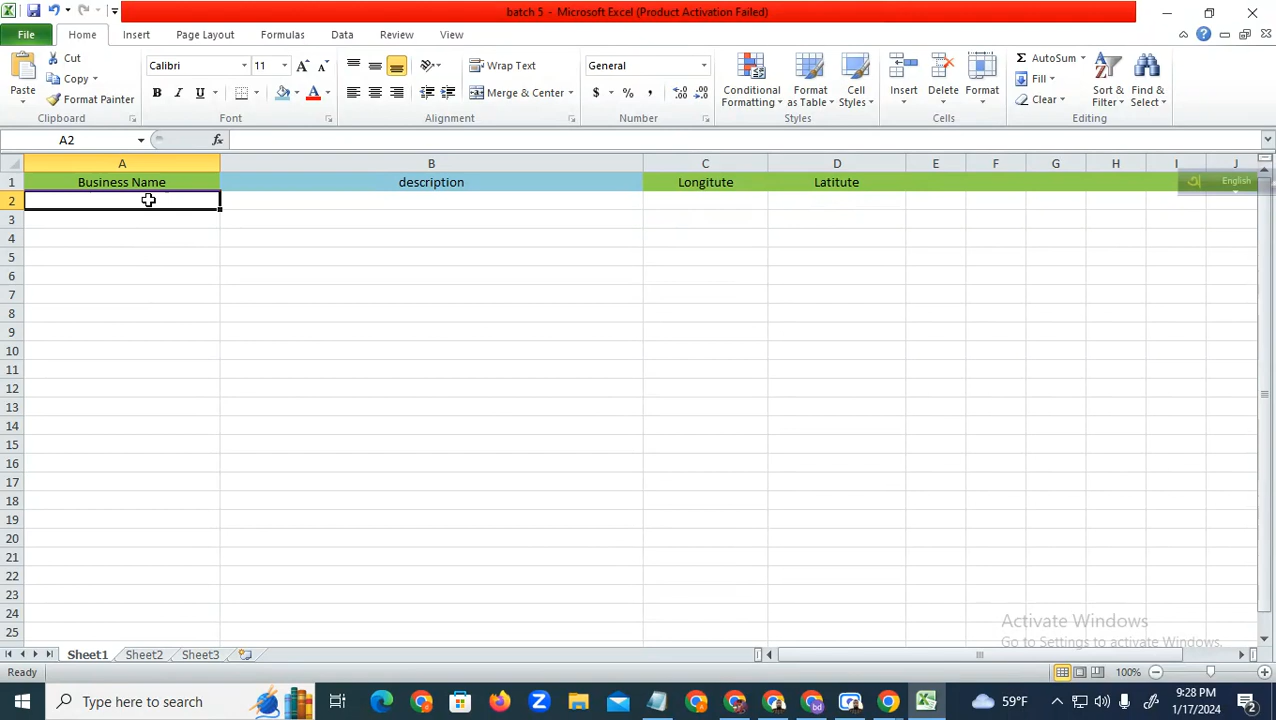 batch 5 - Microsoft Excel (Product Activation Failed)
File Home Insert Page Layout Formulas Data Review View
Paste
Cut
Copy
Format Painter
Clipboard
Calibri 11
B I U
Font
Wrap Text
Merge & Center
Alignment
General
$ % ,
Number
Conditional Formatting
Format as Table
Cell Styles
Styles
Insert Delete Format
Cells
AutoSum
Fill
Clear
Sort & Filter
Find & Select
Editing
A2 fx
A B C D E F G H I J
1 Business Name description Longitute Latitute
English
2
3
4
5
6
7
8
9
10
11
12
13
14
15
16
17
18
19
20
21
22
23
24
25
Activate Windows
Go to Settings to activate Windows.
Sheet1 Sheet2 Sheet3
Ready 100%
Type here to search
59°F
9:28 PM
1/17/2024
2